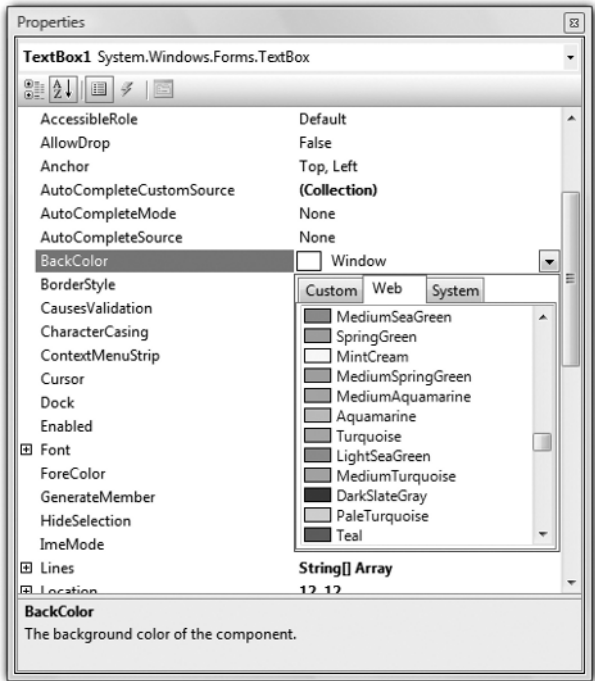 Properties
TextBox1 System.Windows.Forms.TextBox
AccessibleRole Default
AllowDrop False
Anchor Top, Left
AutoCompleteCustomSource (Collection)
AutoCompleteMode None
AutoCompleteSource None
BackColor Window
BorderStyle
CausesValidation
CharacterCasing
ContextMenuStrip
Cursor
Dock
Enabled
Font
ForeColor
GenerateMember
HideSelection
ImeMode
Custom Web System
MediumSeaGreen
SpringGreen
MintCream
MediumSpringGreen
MediumAquamarine
Aquamarine
Turquoise
LightSeaGreen
MediumTurquoise
DarkSlateGray
PaleTurquoise
Teal
Lines String[] Array
Location 12, 12
BackColor
The background color of the component.